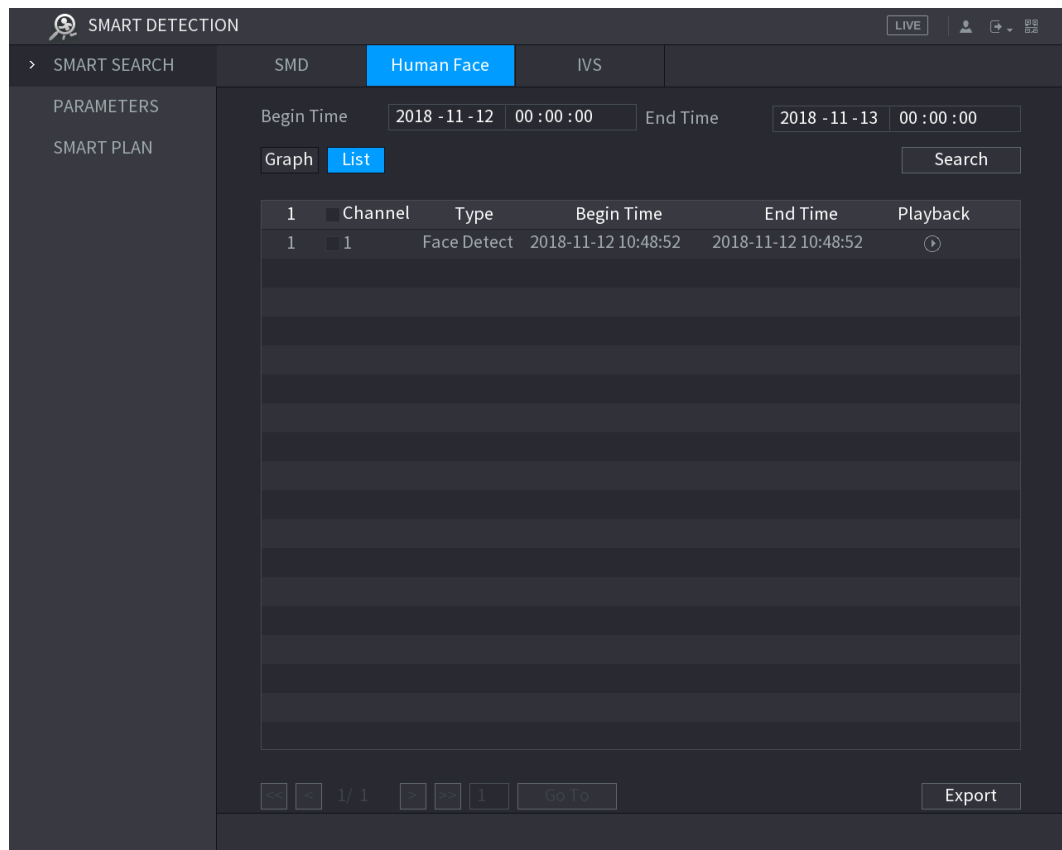 SMART DETECTION LIVE
> SMART SEARCH SMD Human Face IVS
PARAMETERS
SMART PLAN
Begin Time 2018 - 11 - 12 00 : 00 : 00 End Time 2018 - 11 - 13 00 : 00 : 00
Graph List Search
1 Channel Type Begin Time End Time Playback
1 1 Face Detect 2018-11-12 10:48:52 2018-11-12 10:48:52
<< < 1/ 1 > >> 1 Go To Export